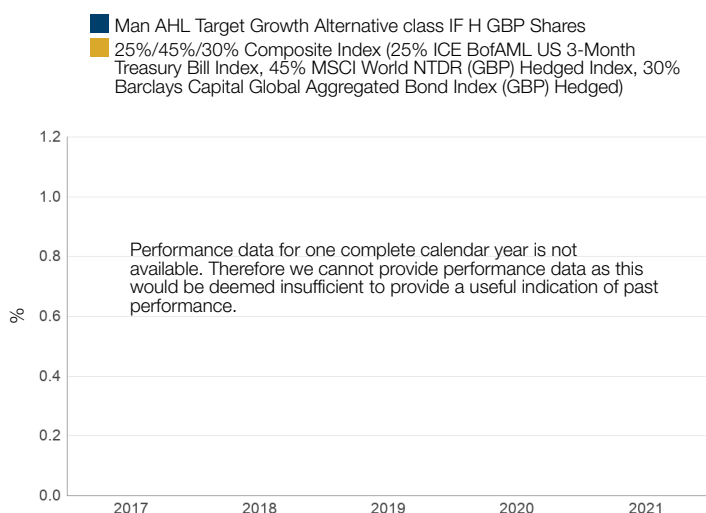 Man AHL Target Growth Alternative class IF H GBP Shares
25%/45%/30% Composite Index (25% ICE BofAML US 3-Month
Treasury Bill Index, 45% MSCI World NTDR (GBP) Hedged Index, 30%
Barclays Capital Global Aggregated Bond Index (GBP) Hedged)
1.2
1.0
0.8
0.6
0.4
0.2
0.0
%
Performance data for one complete calendar year is not
available. Therefore we cannot provide performance data as this
would be deemed insufficient to provide a useful indication of past
performance.
2017 2018 2019 2020 2021